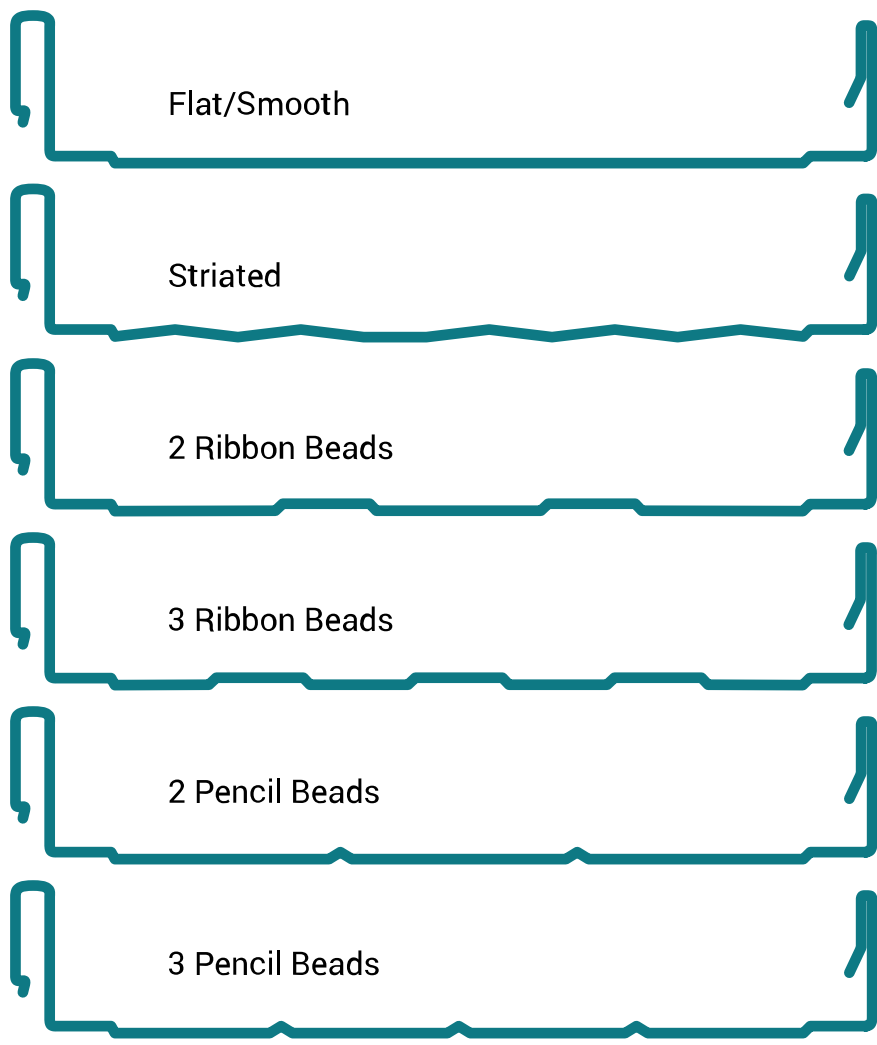 Flat/Smooth
Striated
2 Ribbon Beads
3 Ribbon Beads
2 Pencil Beads
3 Pencil Beads